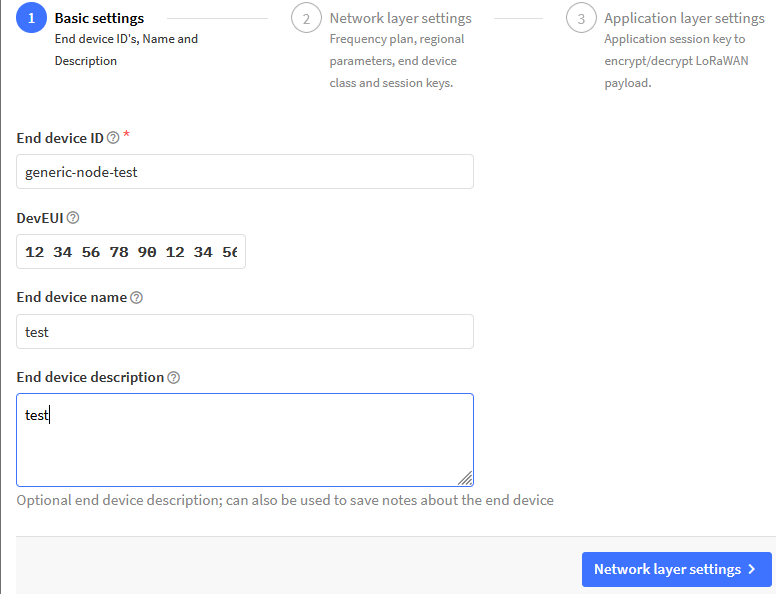 1 Basic settings
End device ID's, Name and
Description
2 Network layer settings
Frequency plan, regional
parameters, end device
class and session keys.
3 Application layer settings
Application session key to
encrypt/decrypt LoRaWAN
payload.
End device ID ? *
generic-node-test
DevEUI ?
12 34 56 78 90 12 34 56
End device name ?
test
End device description ?
test
Optional end device description; can also be used to save notes about the end device
Network layer settings >